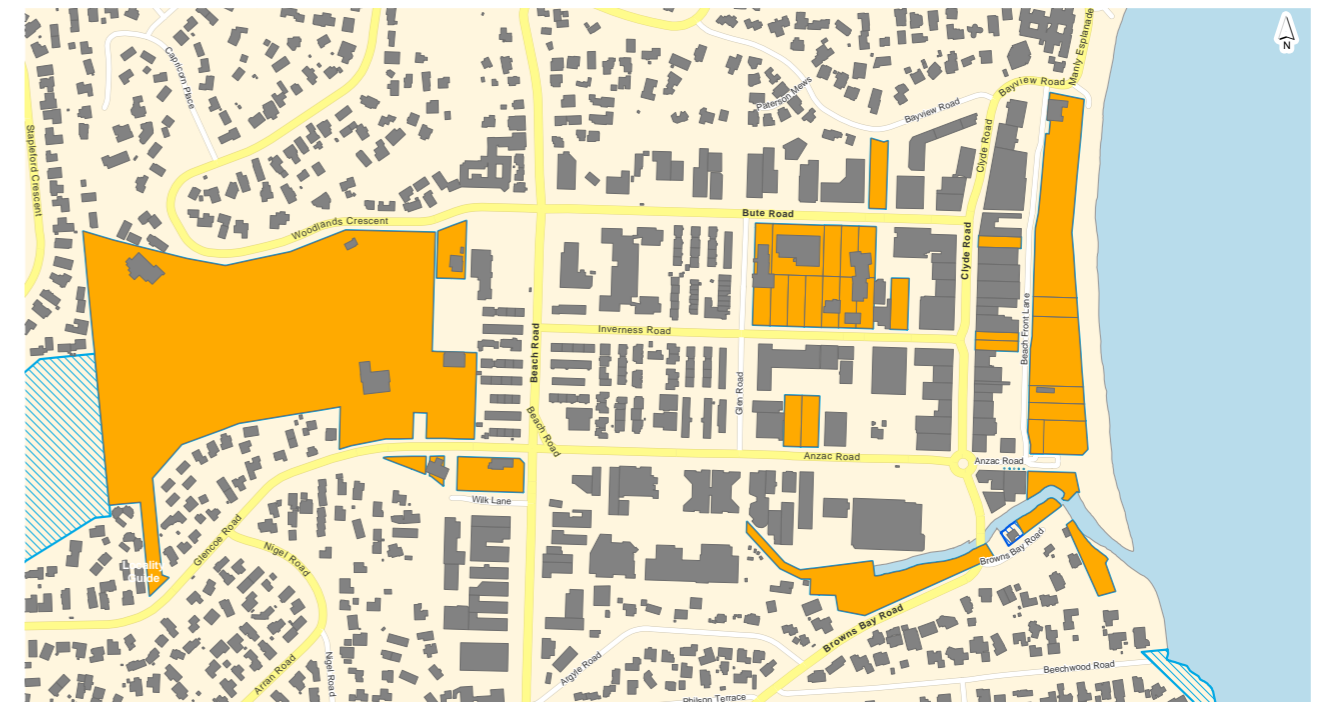 Manly Esplanade
N
Capricorn Place
Bayview Road
Paterson Mews
Bayview Road
Stapleford Crescent
Clyde Road
Woodlands Crescent
Bute Road
Clyde Road
Inverness Road
Beach Front Lane
Beach Road
Glen Road
Beach Road
Anzac Road
Anzac Road
Wilk Lane
Glencoe Road
Nigel Road
Browns Bay Road
Locality
Guide
Browns Bay Road
Nigel Road
Argyle Road
Arran Road
Beechwood Road
Philson Terrace